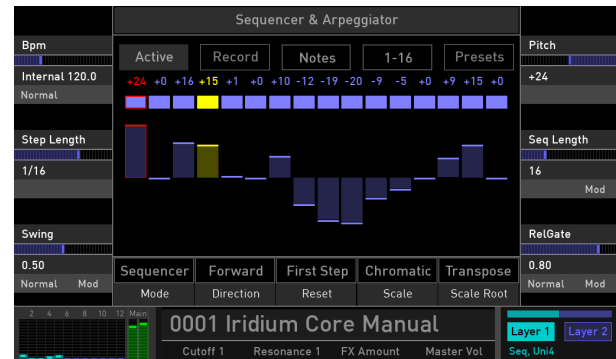 Sequencer & Arpeggiator
Bpm
Internal 120.0
Normal
Step Length
1/16
Swing
0.50
Normal Mod
Active Record Notes 1-16 Presets
+24 +0 +16 +15 +1 +0 +10 -12 -19 -20 -9 -5 +0 +9 +15 +0
Sequencer Forward First Step Chromatic Transpose
Mode Direction Reset Scale Scale Root
Pitch
+24
Seq Length
16
Mod
RelGate
0.80
Normal Mod
2 4 6 8 10 12 Main
0001 Iridium Core Manual
Cutoff 1 Resonance 1 FX Amount Master Vol
Layer 1 Layer 2
Seq, Uni4